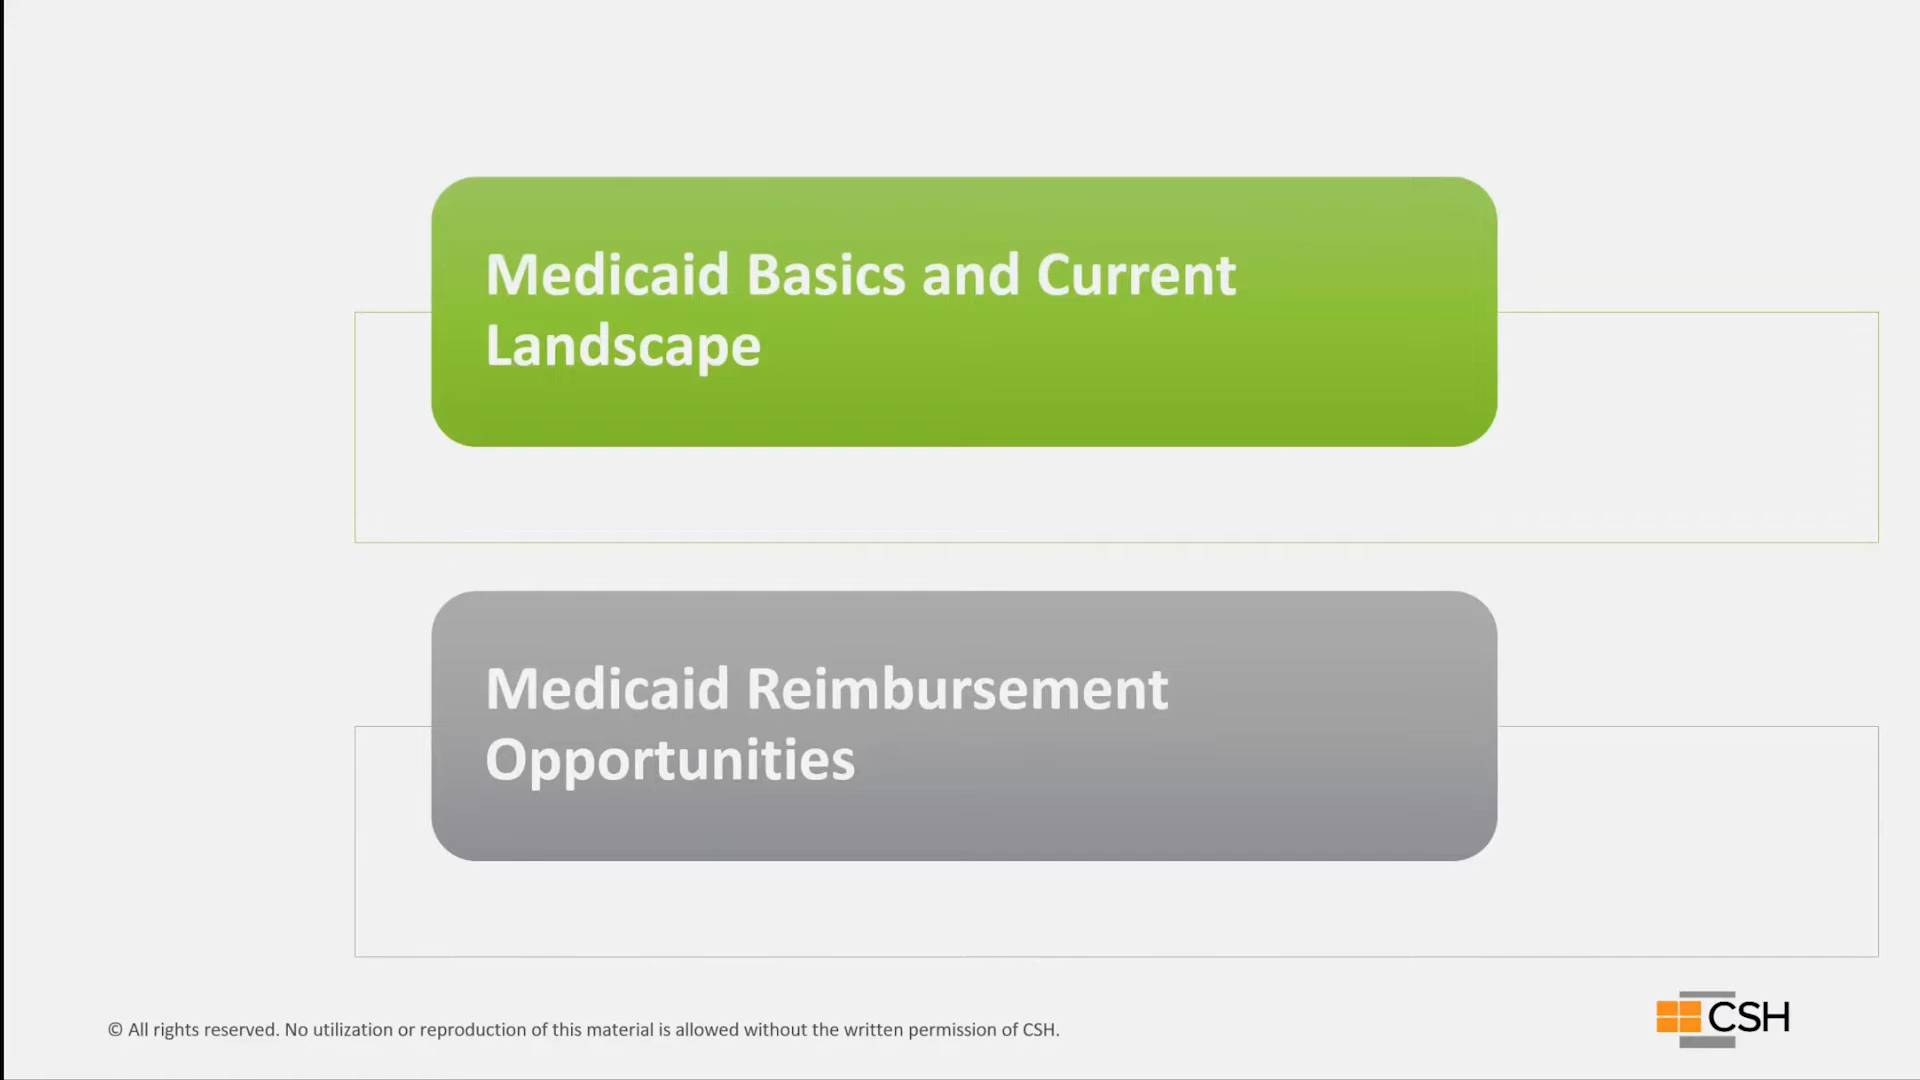 Medicaid Basics and Current
Landscape
Medicaid Reimbursement
Opportunities
© All rights reserved. No utilization or reproduction of this material is allowed without the written permission of CSH.
CSH